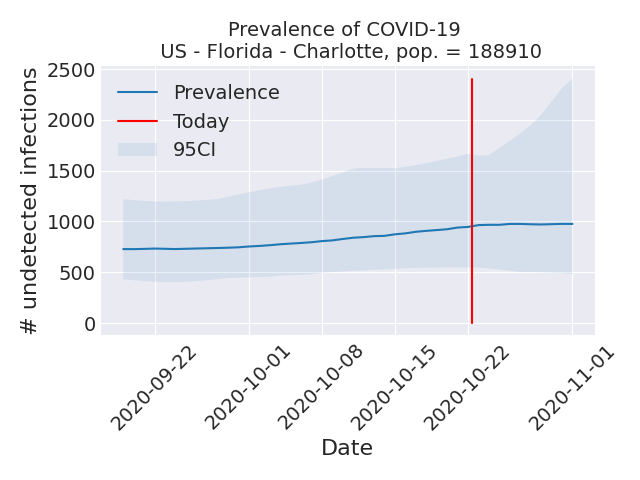 Prevalence of COVID-19
US - Florida - Charlotte, pop. = 188910
# undetected infections
2500
2000
1500
1000
500
0
Prevalence
Today
95CI
2020-09-22
2020-10-01
2020-10-08
2020-10-15
2020-10-22
2020-11-01
Date